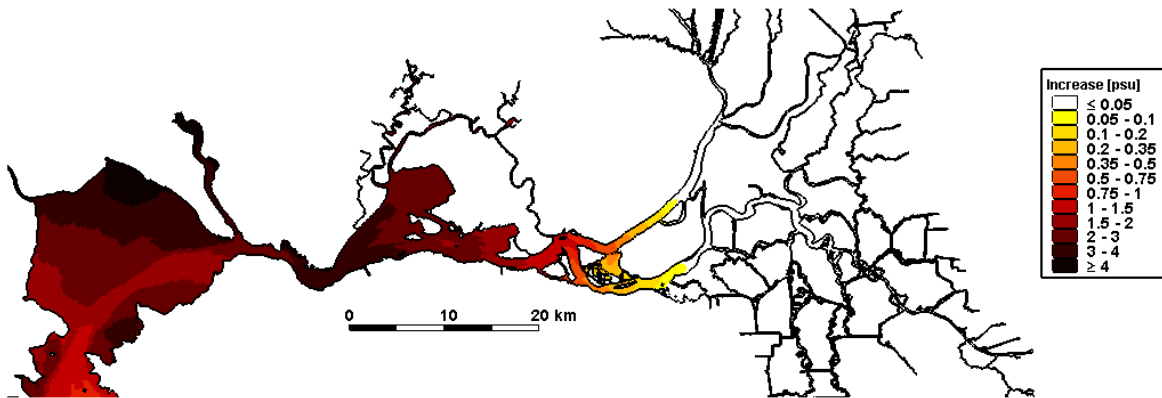 Increase [psu]
≤ 0.05
0.05 - 0.1
0.1 - 0.2
0.2 - 0.35
0.35 - 0.5
0.5 - 0.75
0.75 - 1
1 - 1.5
1.5 - 2
2 - 3
3 - 4
≥ 4
0 10 20 km